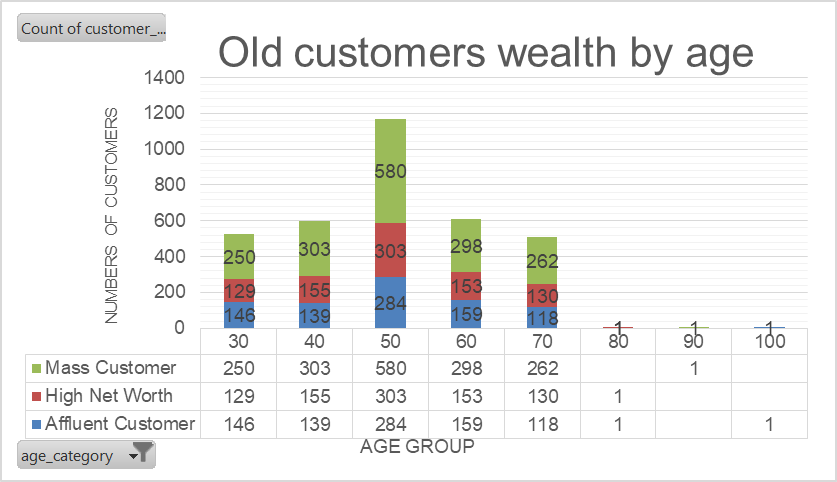 Count of customer_...
Old customers wealth by age
NUMBERS OF CUSTOMERS
1400
1200
1000
800
600
400
200
0
250 303 580 298 262
129 155 303 153 130
146 139 284 159 118 1 1 1
30 40 50 60 70 80 90 100
Mass Customer 250 303 580 298 262 1
High Net Worth 129 155 303 153 130 1
Affluent Customer 146 139 284 159 118 1 1
AGE GROUP
age_category